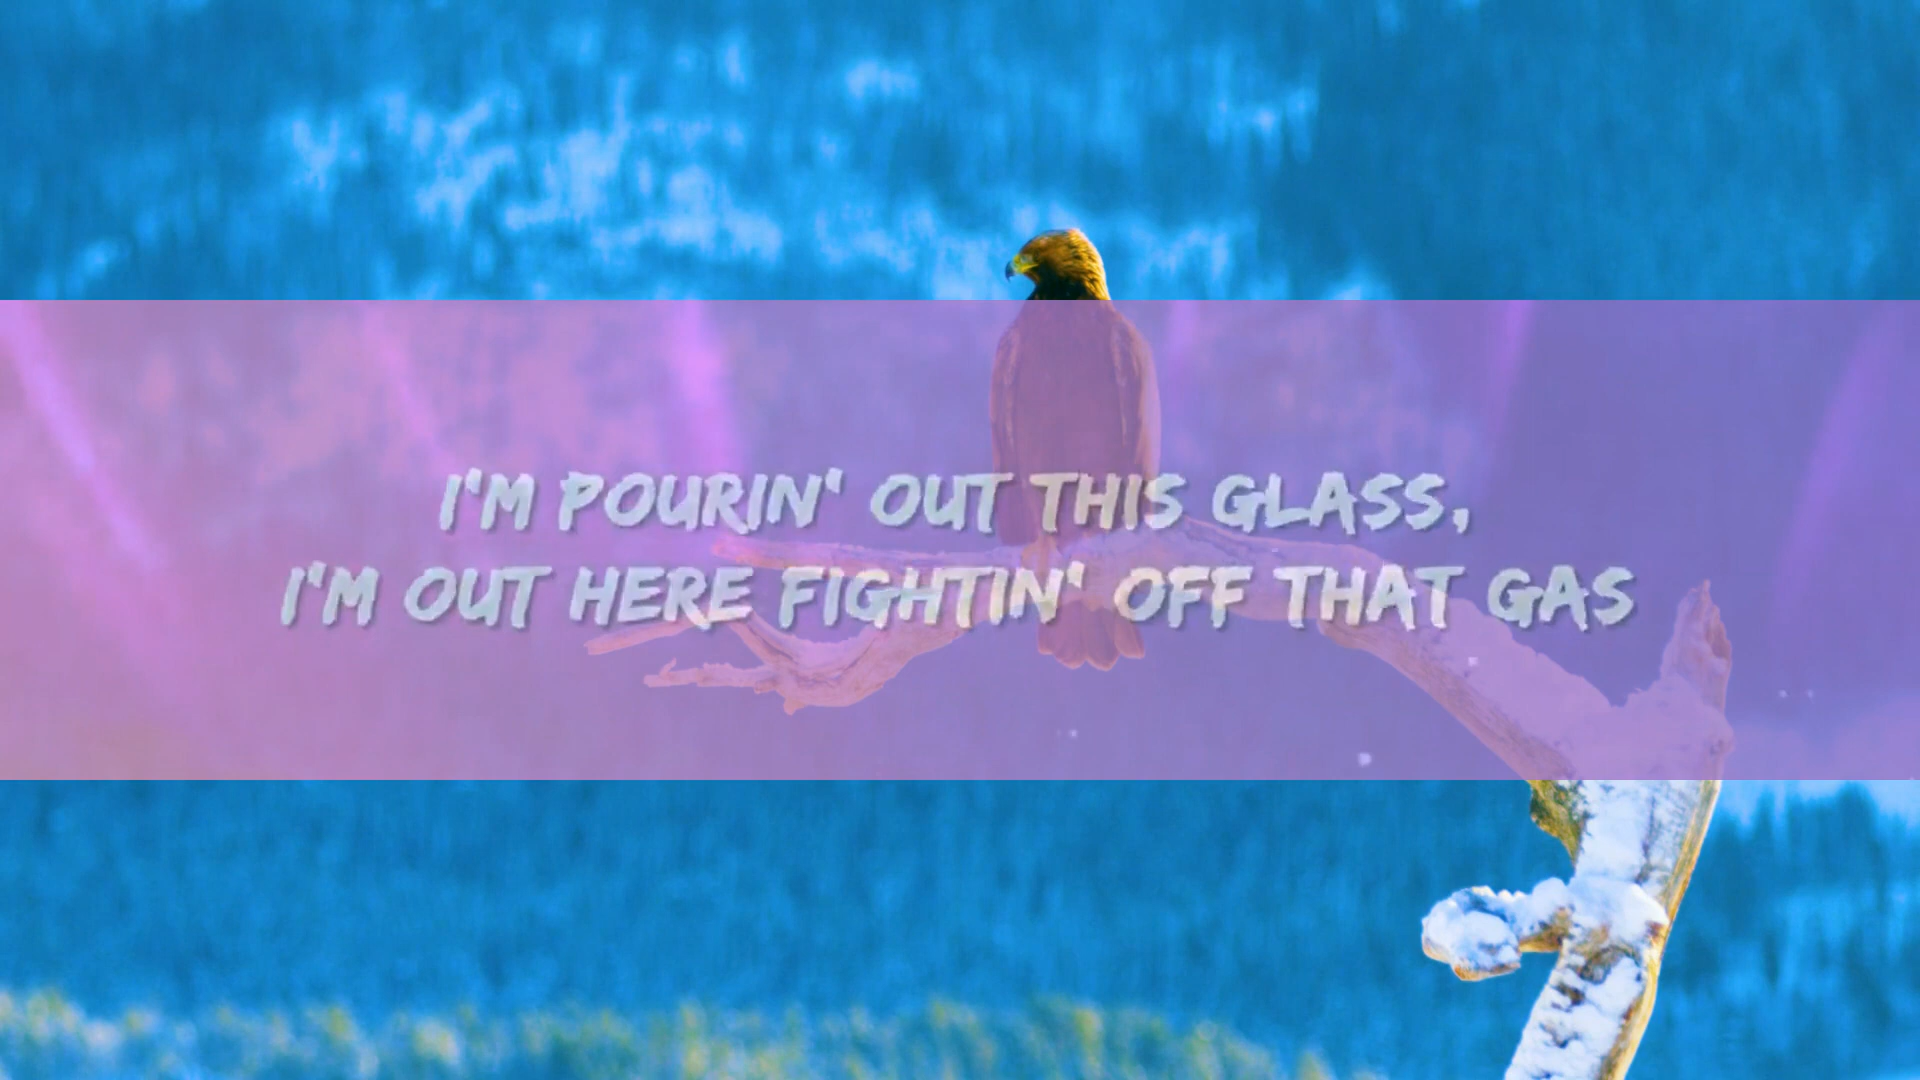 I'M POURIN' OUT THIS GLASS,
I'M OUT HERE FIGHTIN' OFF THAT GAS